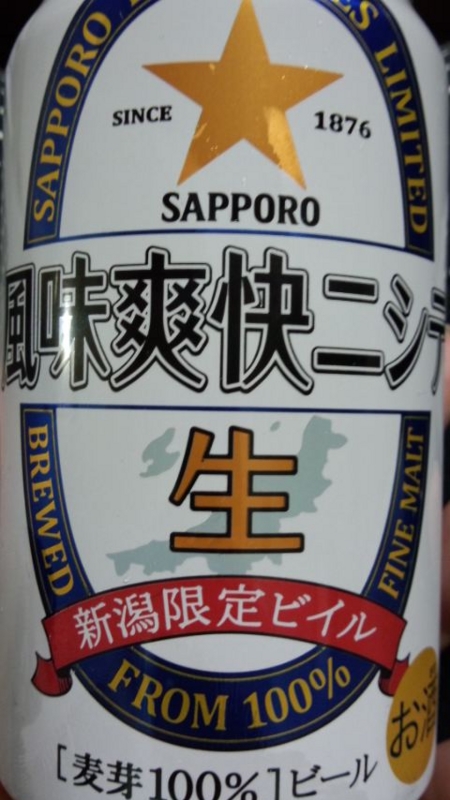 SAPPORO
LIMITED
SINCE 1876
SAPPORO
風味爽快ニシテ
BREWED
生
FINE MALT
新潟限定ビイル
FROM 100%
[麦芽100%]ビール
お酒